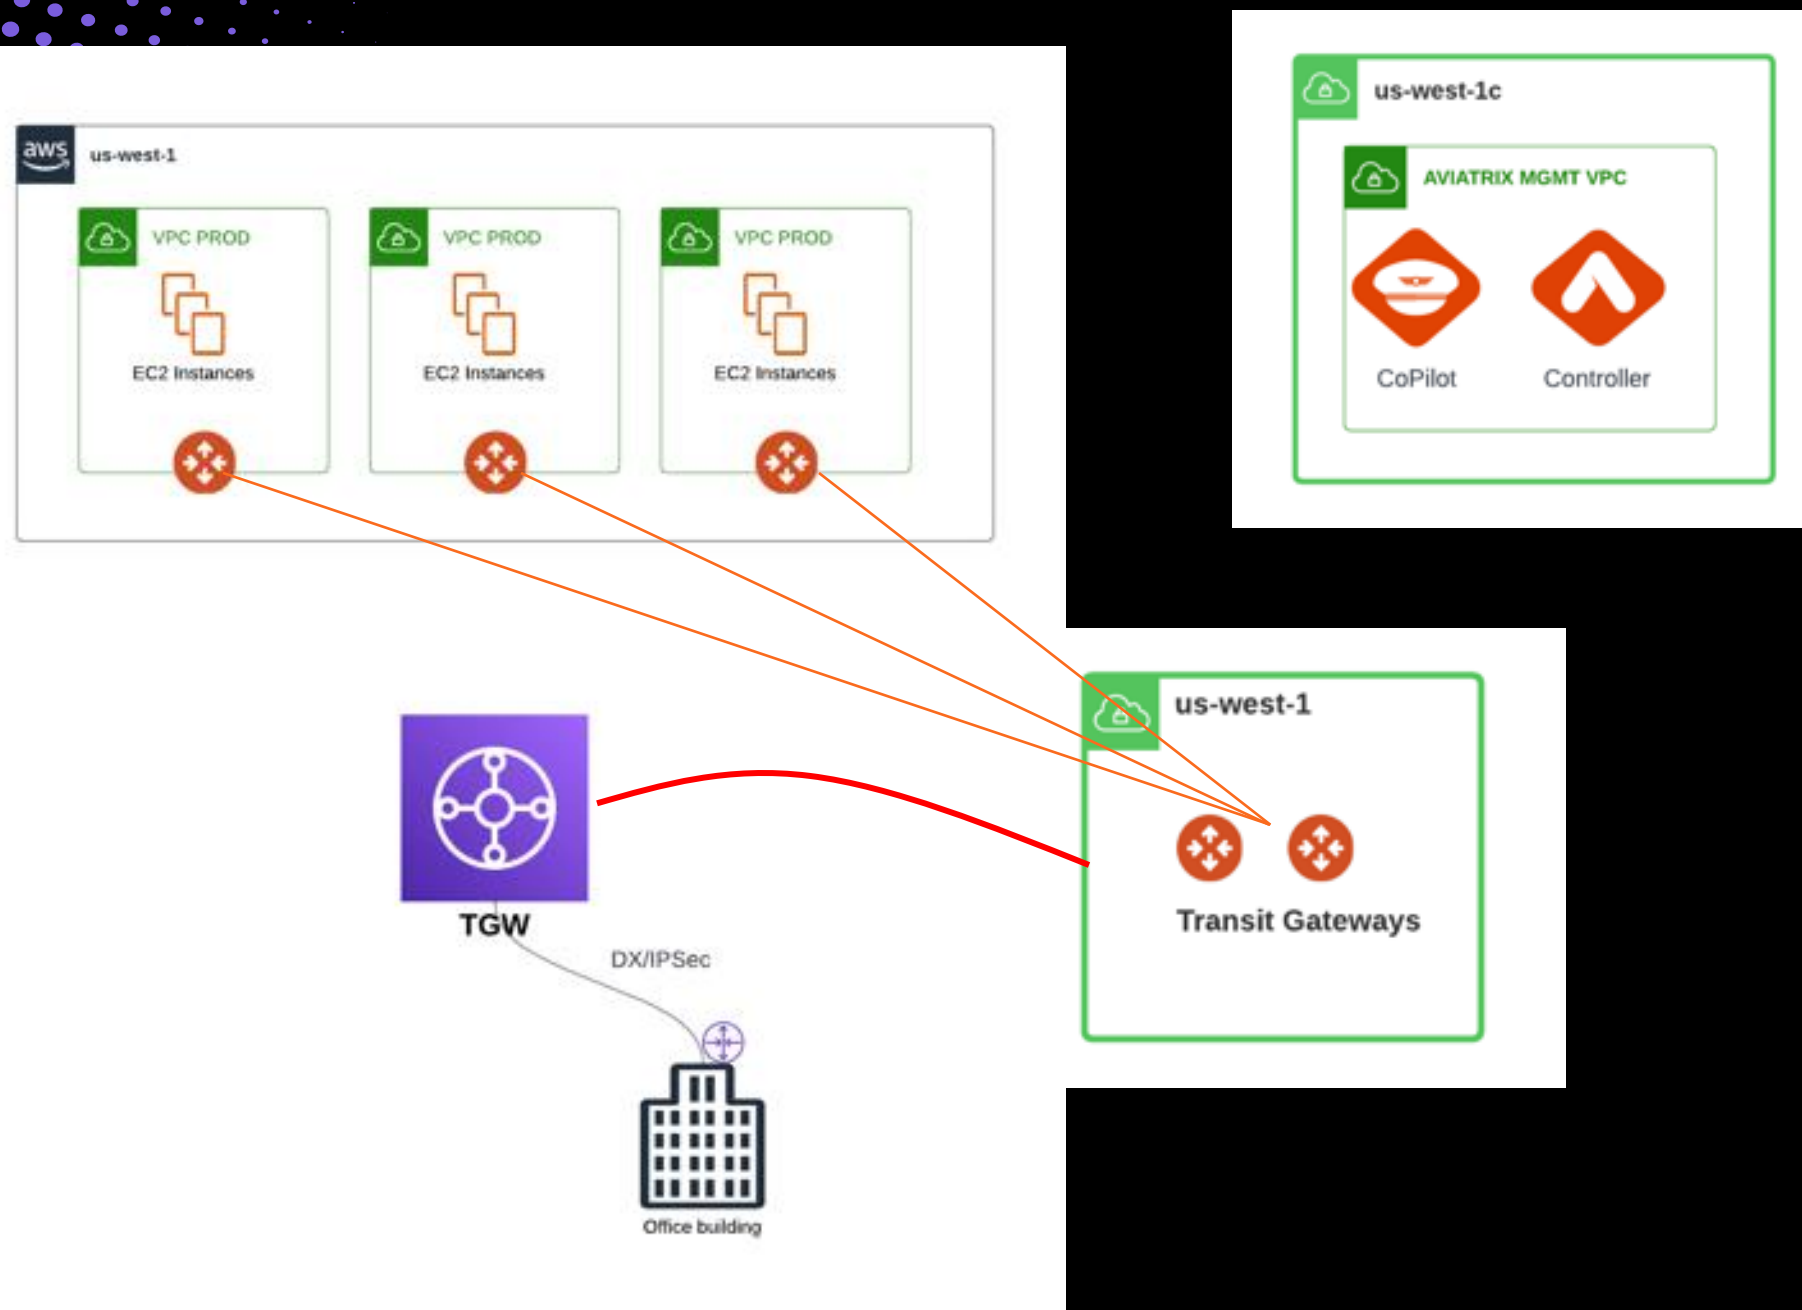 aws
us-west-1
VPC PROD
EC2 Instances
VPC PROD
EC2 Instances
VPC PROD
EC2 Instances
us-west-1c
AVIATRIX MGMT VPC
CoPilot
Controller
us-west-1
Transit Gateways
TGW
DX/IPSec
Office building